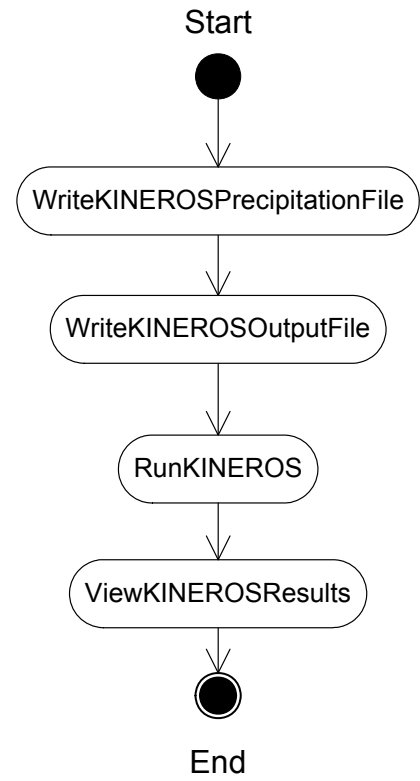 Start
WriteKINEROSPrecipitationFile
WriteKINEROSOutputFile
RunKINEROS
ViewKINEROSResults
End